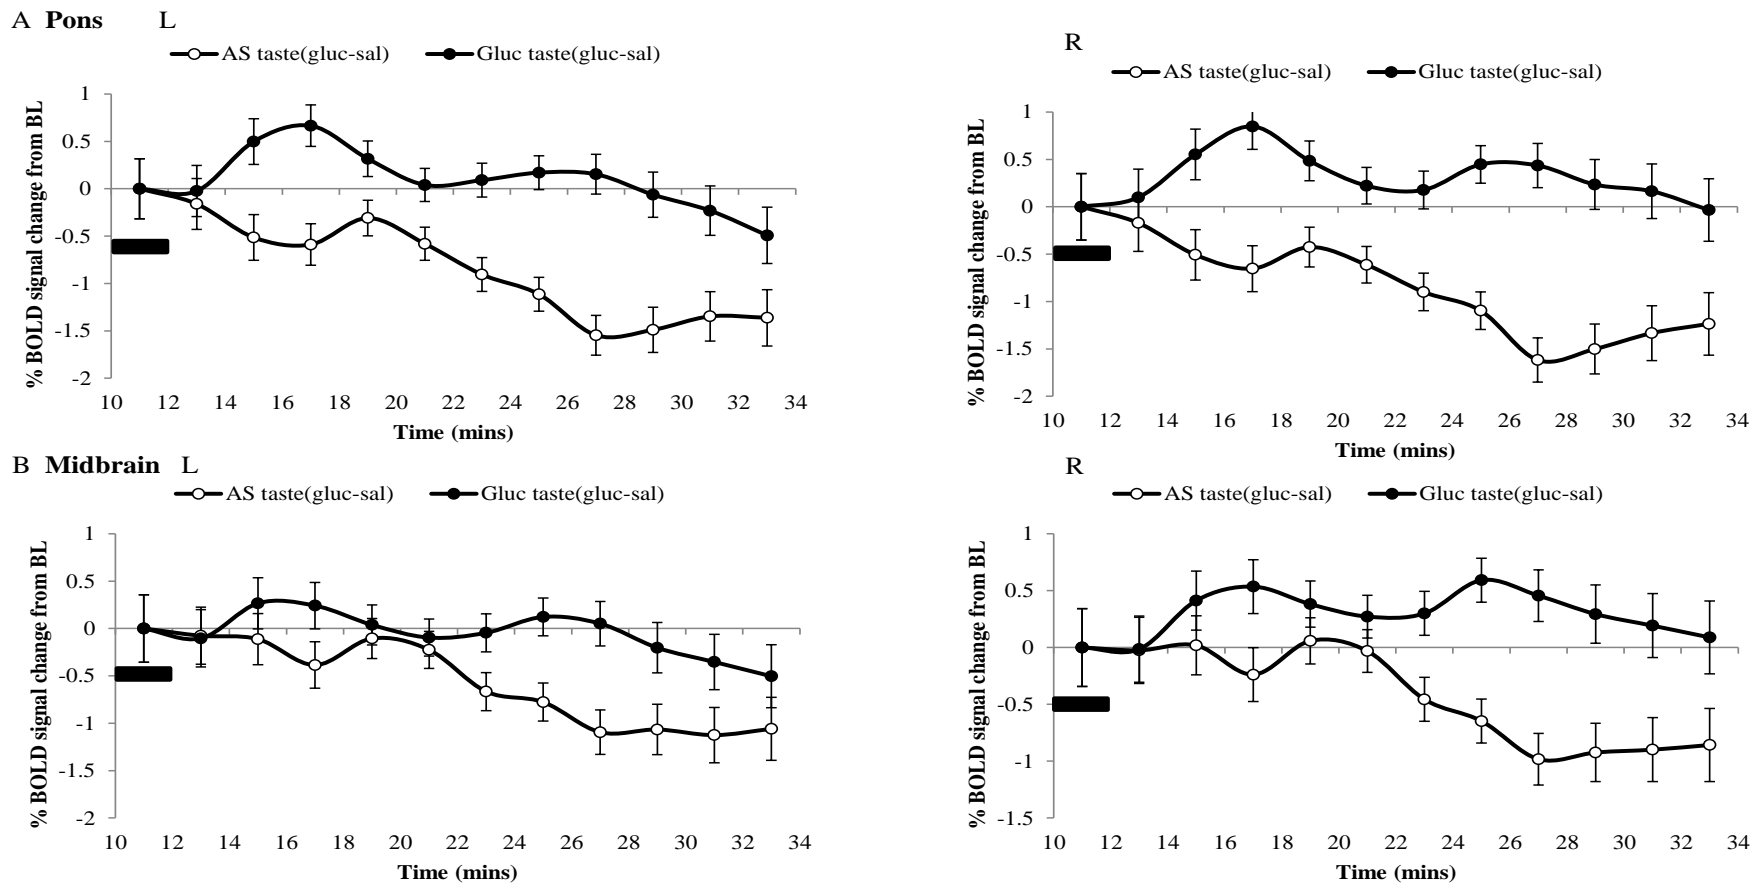 A Pons L
AS taste(gluc-sal) Gluc taste(gluc-sal)
% BOLD signal change from BL
1
0.5
0
-0.5
-1
-1.5
-2
10 12 14 16 18 20 22 24 26 28 30 32 34
Time (mins)
R
AS taste(gluc-sal) Gluc taste(gluc-sal)
% BOLD signal change from BL
1
0.5
0
-0.5
-1
-1.5
-2
10 12 14 16 18 20 22 24 26 28 30 32 34
Time (mins)
B Midbrain L
AS taste(gluc-sal) Gluc taste(gluc-sal)
% BOLD signal change from BL
1
0.5
0
-0.5
-1
-1.5
-2
10 12 14 16 18 20 22 24 26 28 30 32 34
Time (mins)
R
AS taste(gluc-sal) Gluc taste(gluc-sal)
% BOLD signal change from BL
1
0.5
0
-0.5
-1
-1.5
10 12 14 16 18 20 22 24 26 28 30 32 34
Time (mins)